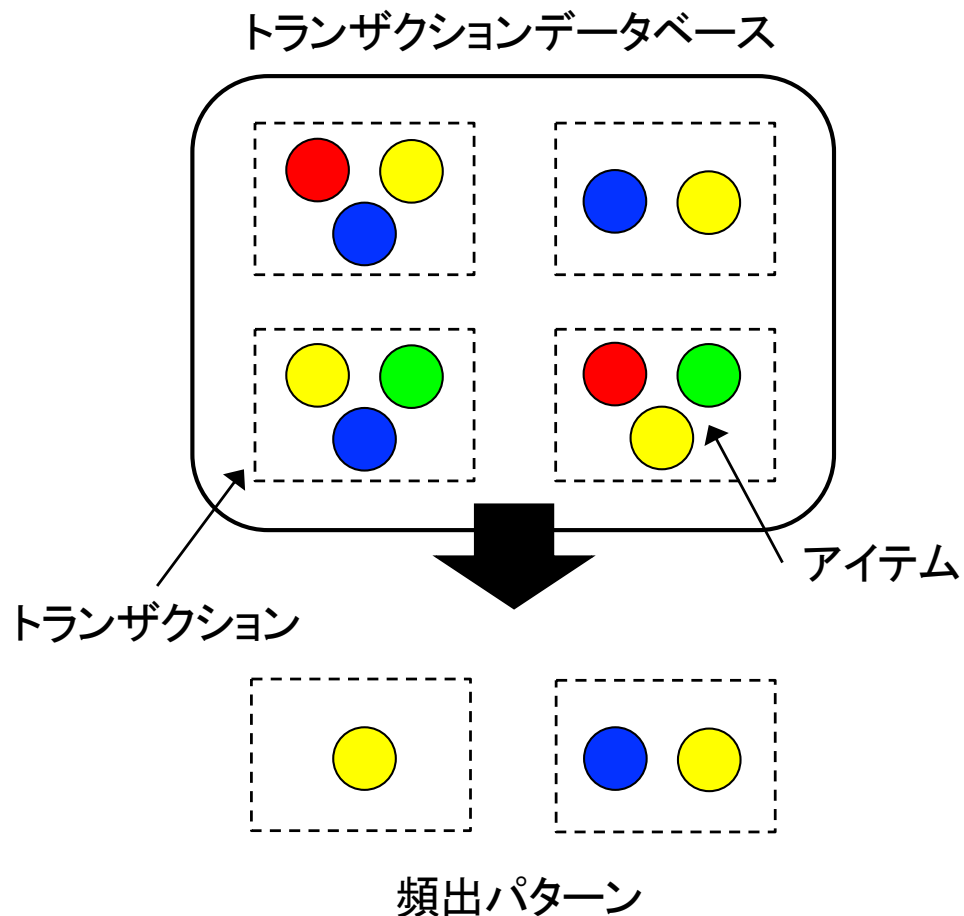 トランザクションデータベース
アイテム
トランザクション
頻出パターン